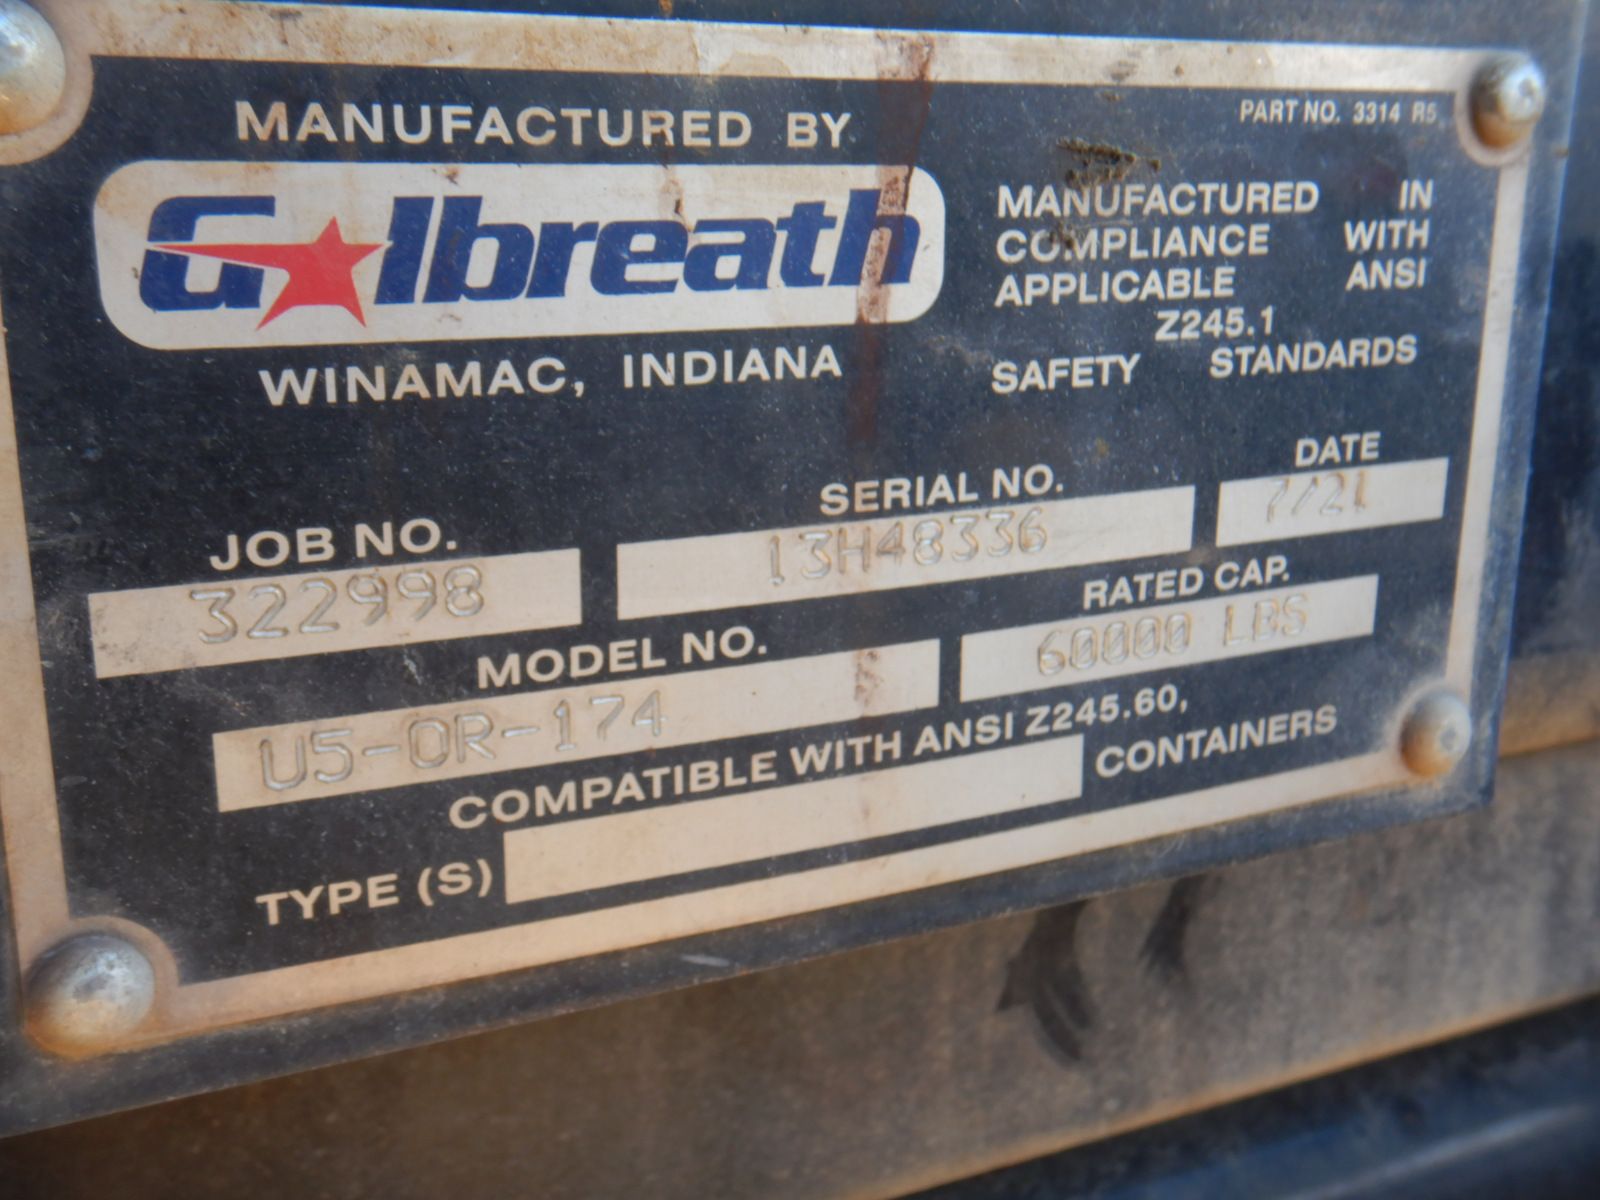 PART NO. 3314 R5
MANUFACTURED BY
Galbreath
WINAMAC, INDIANA
MANUFACTURED IN
COMPLIANCE WITH
APPLICABLE ANSI
Z245.1
SAFETY STANDARDS
JOB NO.
322998
SERIAL NO.
13H48336
DATE
7/21
MODEL NO.
U5-OR-174
RATED CAP.
60000 LBS
COMPATIBLE WITH ANSI Z245.60,
TYPE (S) CONTAINERS